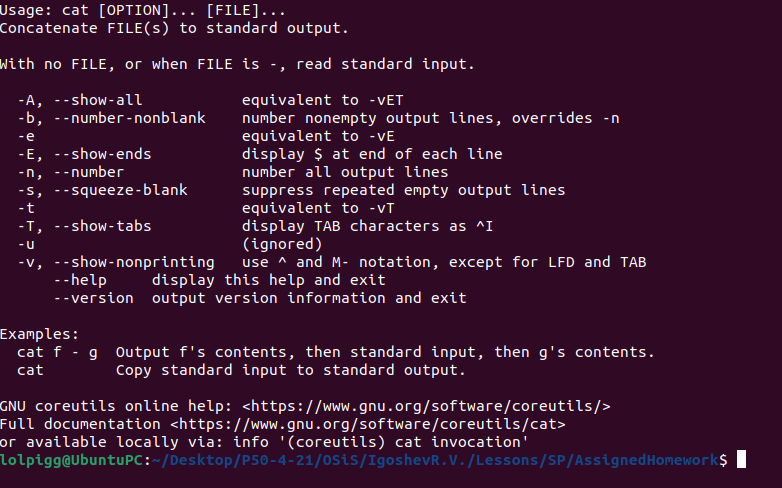 Usage: cat [OPTION]... [FILE]...
Concatenate FILE(s) to standard output.

With no FILE, or when FILE is -, read standard input.

  -A, --show-all           equivalent to -vET
  -b, --number-nonblank    number nonempty output lines, overrides -n
  -e                       equivalent to -vE
  -E, --show-ends          display $ at end of each line
  -n, --number             number all output lines
  -s, --squeeze-blank      suppress repeated empty output lines
  -t                       equivalent to -vT
  -T, --show-tabs          display TAB characters as ^I
  -u                       (ignored)
  -v, --show-nonprinting   use ^ and M- notation, except for LFD and TAB
      --help     display this help and exit
      --version  output version information and exit

Examples:
  cat f - g  Output f's contents, then standard input, then g's contents.
  cat        Copy standard input to standard output.

GNU coreutils online help: <https://www.gnu.org/software/coreutils/>
Full documentation <https://www.gnu.org/software/coreutils/cat>
or available locally via: info '(coreutils) cat invocation'
lolpigg@UbuntuPC:~/Desktop/P50-4-21/OSiS/IgoshevR.V./Lessons/SP/AssignedHomework$